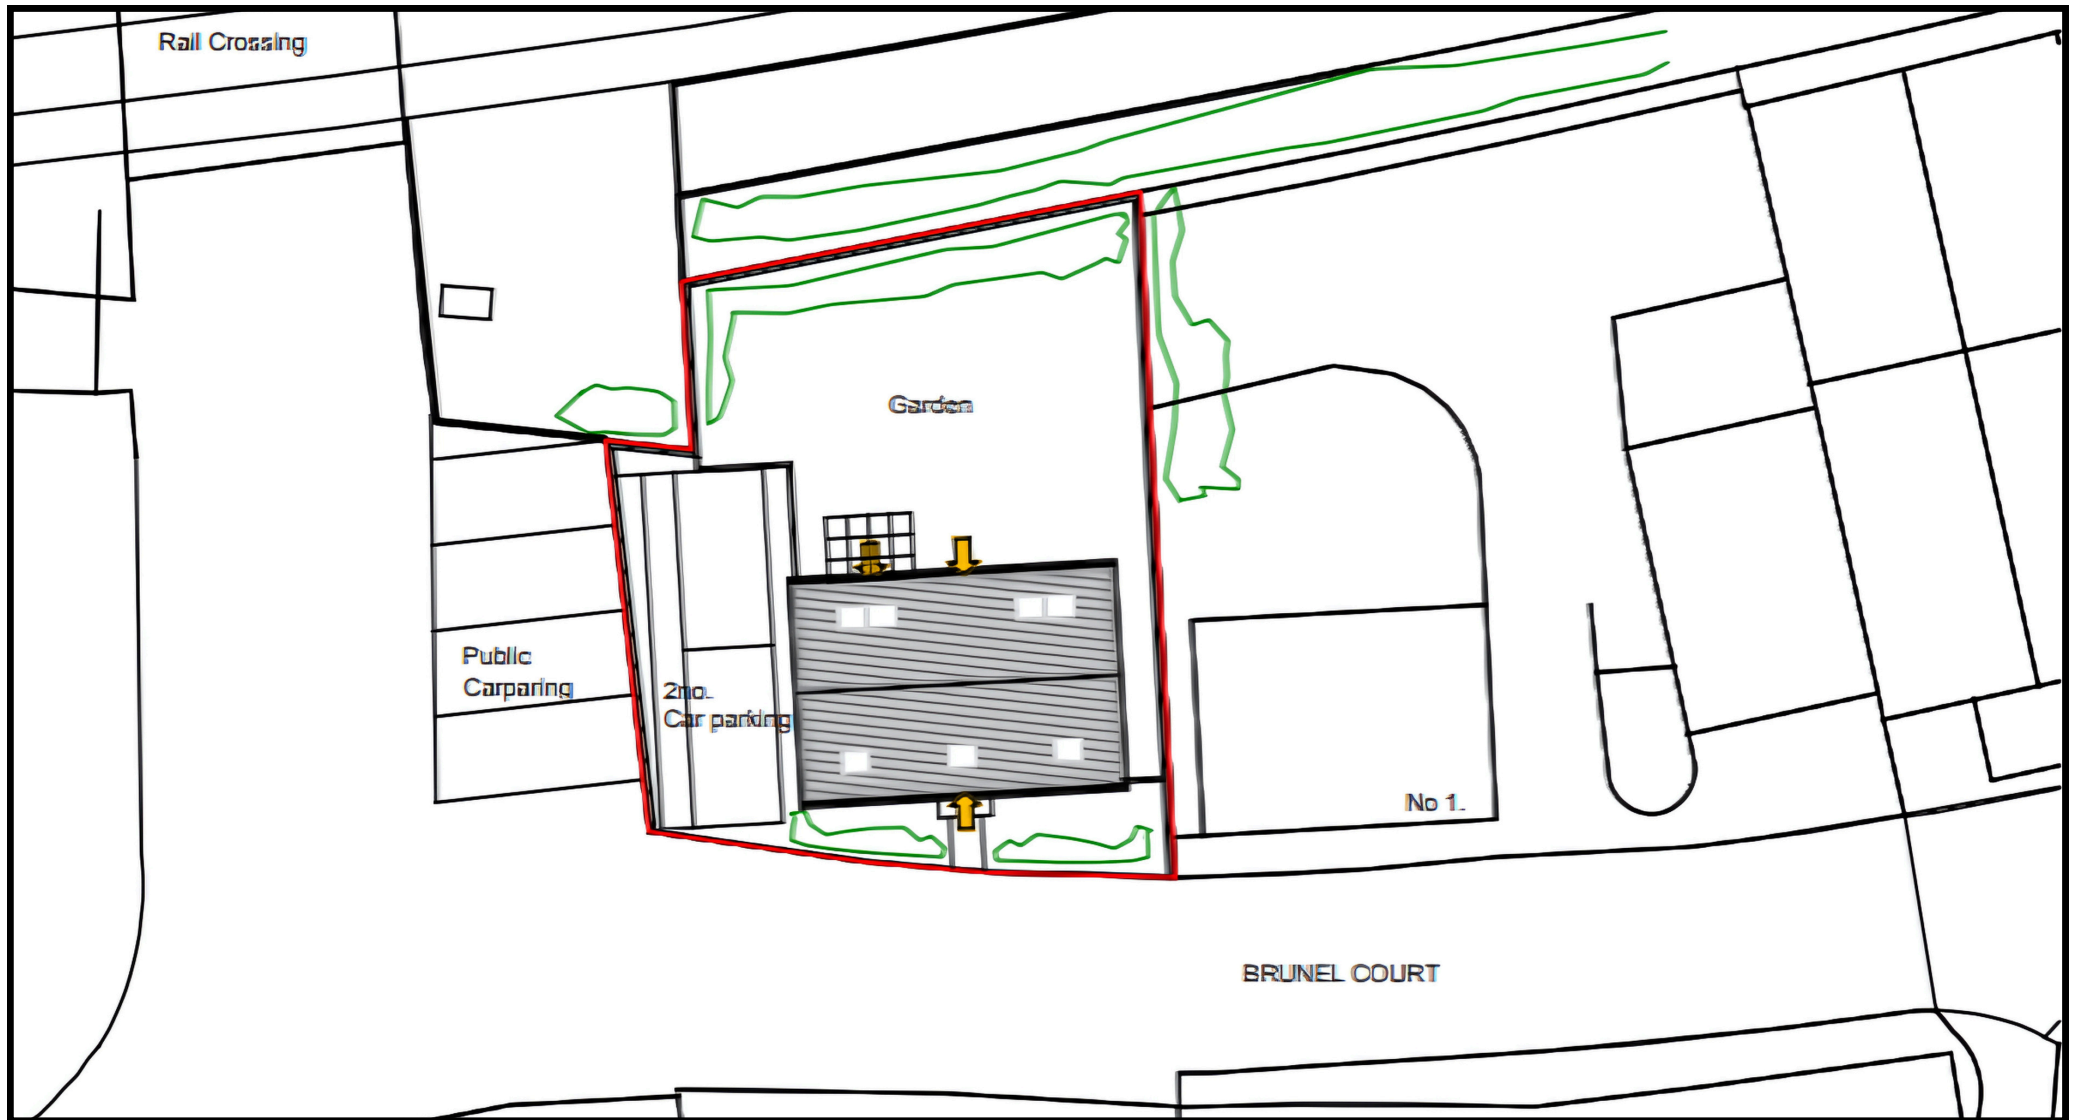 Rail Crossing
Garden
Public
Carparing
2no.
Car parking
No 1.
BRUNEL COURT